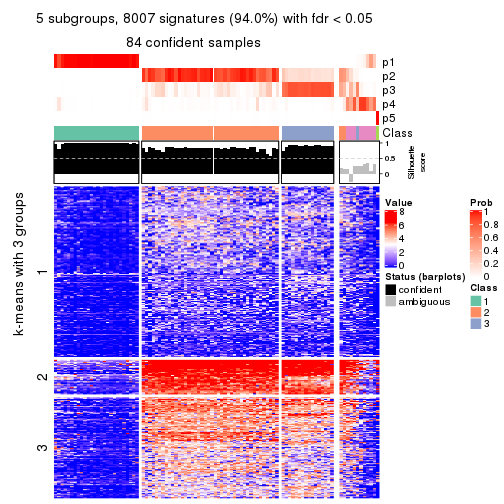 5 subgroups, 8007 signatures (94.0%) with fdr < 0.05
84 confident samples
p1
p2
p3
p4
p5
Class
1
0.5
0
Silhouette
score
k-means with 3 groups
1
2
3
Value
8
6
4
2
0
Status (barplots)
confident
ambiguous
Prob
1
0.8
0.6
0.4
0.2
0
Class
1
2
3